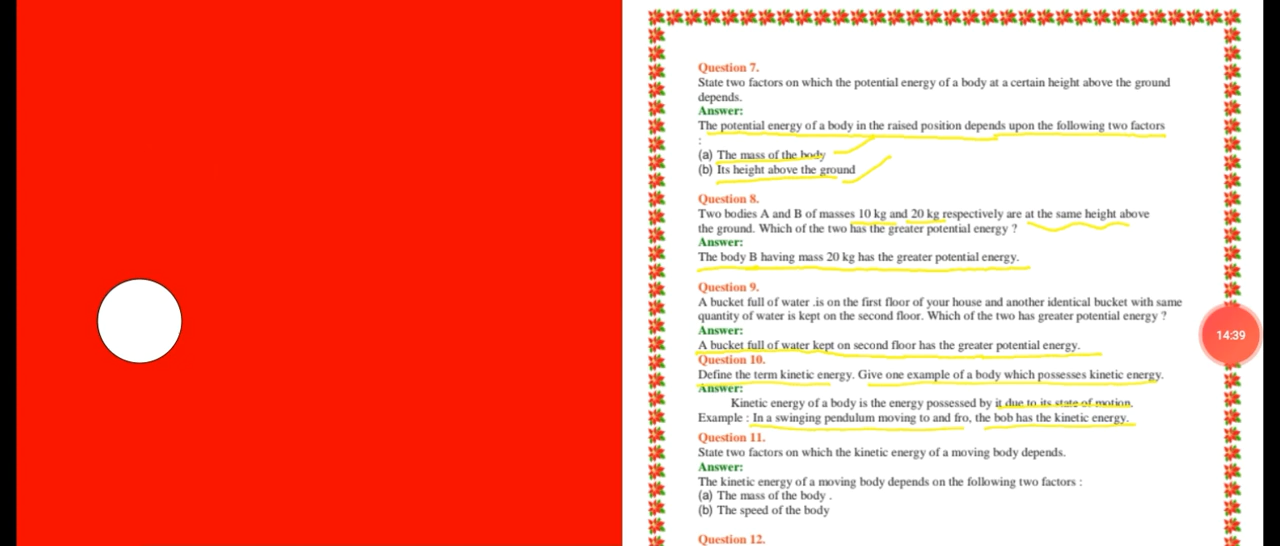 Question 7.
State two factors on which the potential energy of a body at a certain height above the ground
depends.
Answer:
The potential energy of a body in the raised position depends upon the following two factors
:
(a) The mass of the body
(b) Its height above the ground
Question 8.
Two bodies A and B of masses 10 kg and 20 kg respectively are at the same height above
the ground. Which of the two has the greater potential energy ?
Answer:
The body B having mass 20 kg has the greater potential energy.
Question 9.
A bucket full of water .is on the first floor of your house and another identical bucket with same
quantity of water is kept on the second floor. Which of the two has greater potential energy ?
14:39
Answer:
A bucket full of water kept on second floor has the greater potential energy.
Question 10.
Define the term kinetic energy. Give one example of a body which possesses kinetic energy.
Answer:
Kinetic energy of a body is the energy possessed by it due to its state of motion.
Example : In a swinging pendulum moving to and fro, the bob has the kinetic energy.
Question 11.
State two factors on which the kinetic energy of a moving body depends.
Answer:
The kinetic energy of a moving body depends on the following two factors :
(a) The mass of the body .
(b) The speed of the body
Question 12.